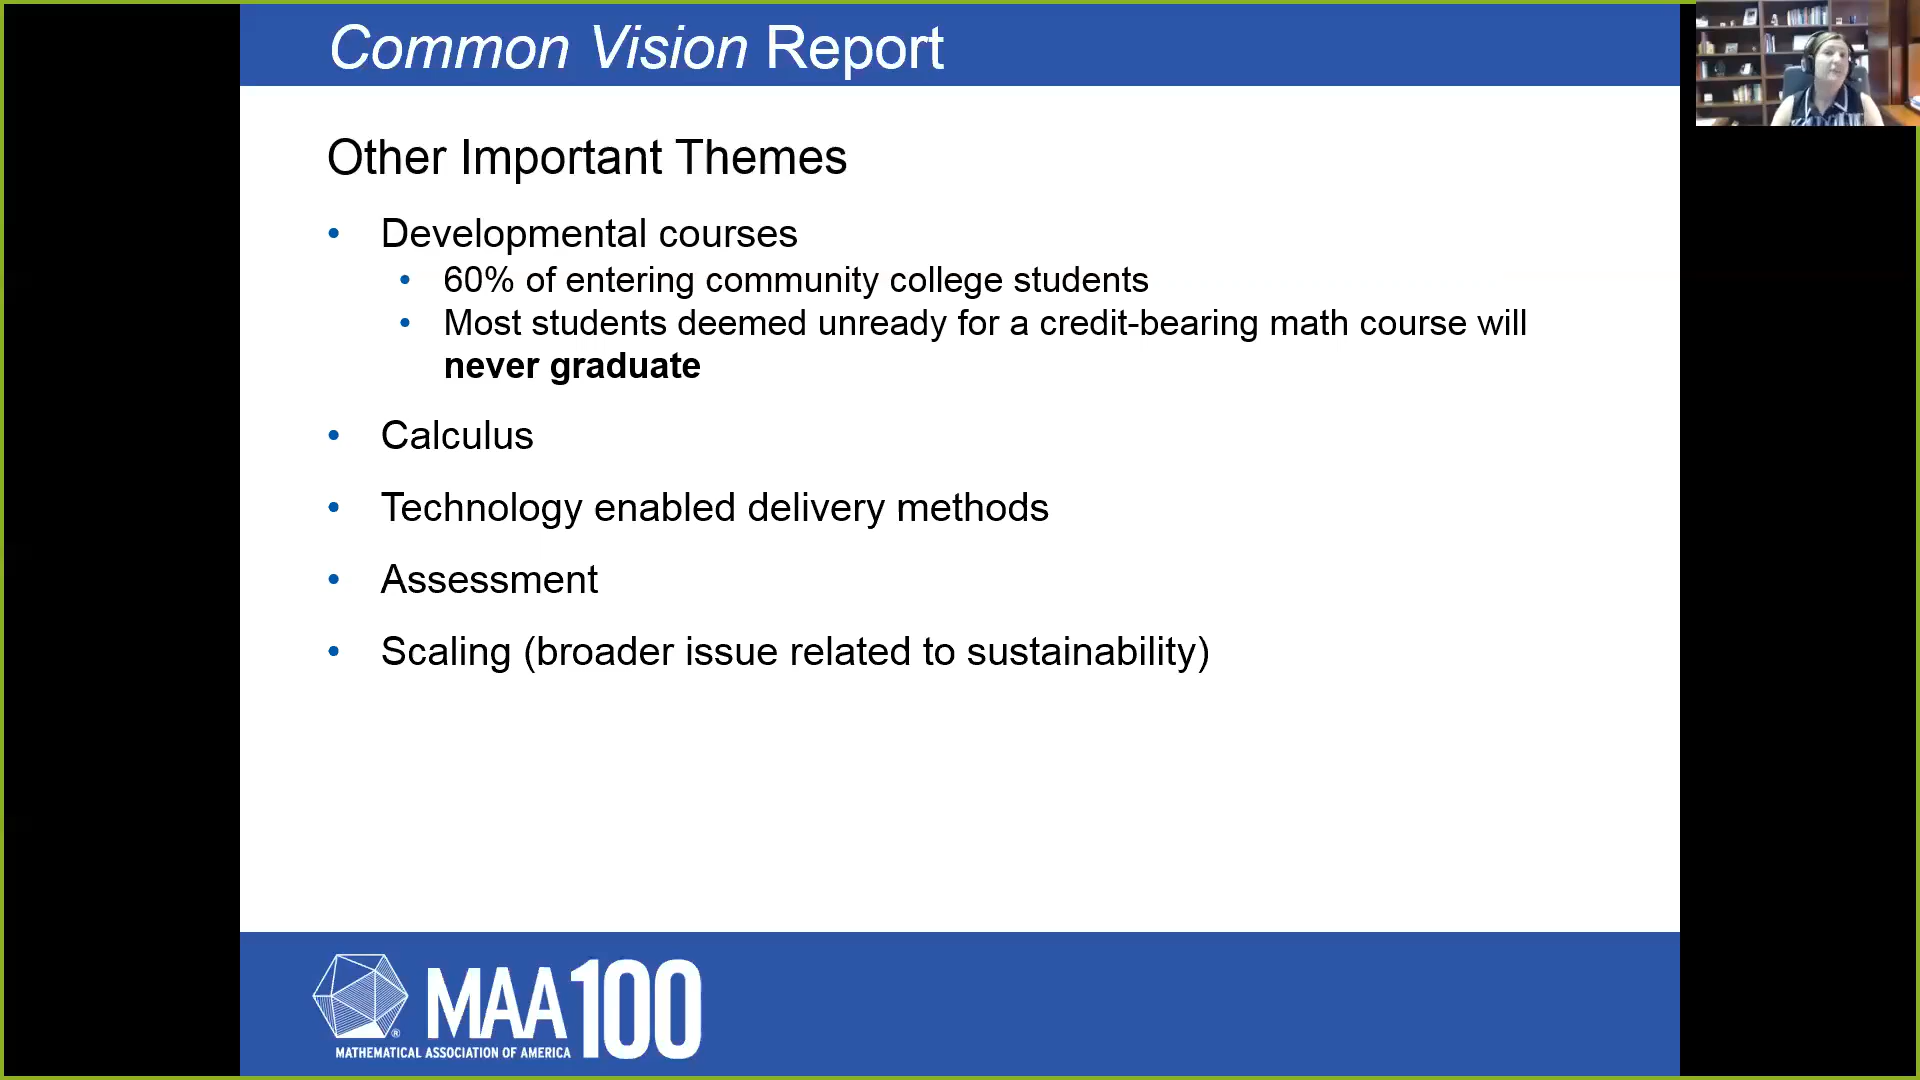 Common Vision Report
Other Important Themes
• Developmental courses
• 60% of entering community college students
• Most students deemed unready for a credit-bearing math course will
never graduate
• Calculus
• Technology enabled delivery methods
• Assessment
• Scaling (broader issue related to sustainability)
MAA100
®
MATHEMATICAL ASSOCIATION OF AMERICA